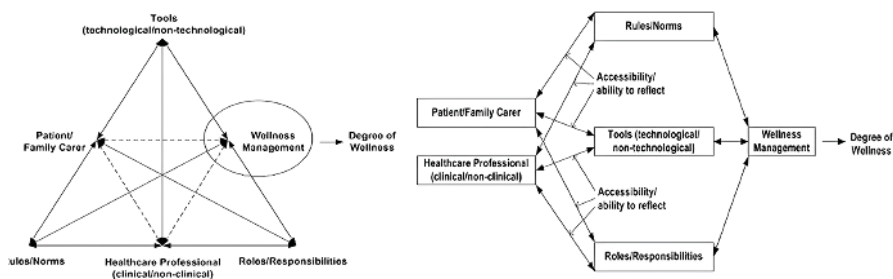 Tools
(technological/non-technological)
Patient/
Family Carer
Wellness
Management
Degree of
Wellness
Rules/Norms
Healthcare Professional
(clinical/non-clinical)
Roles/Responsibilities
Rules/Norms
Accessibility/
ability to reflect
Patient/Family Carer
Tools (technological/
non-technological)
Wellness
Management
Degree of
Wellness
Healthcare Professional
(clinical/non-clinical)
Accessibility/
ability to reflect
Roles/Responsibilities